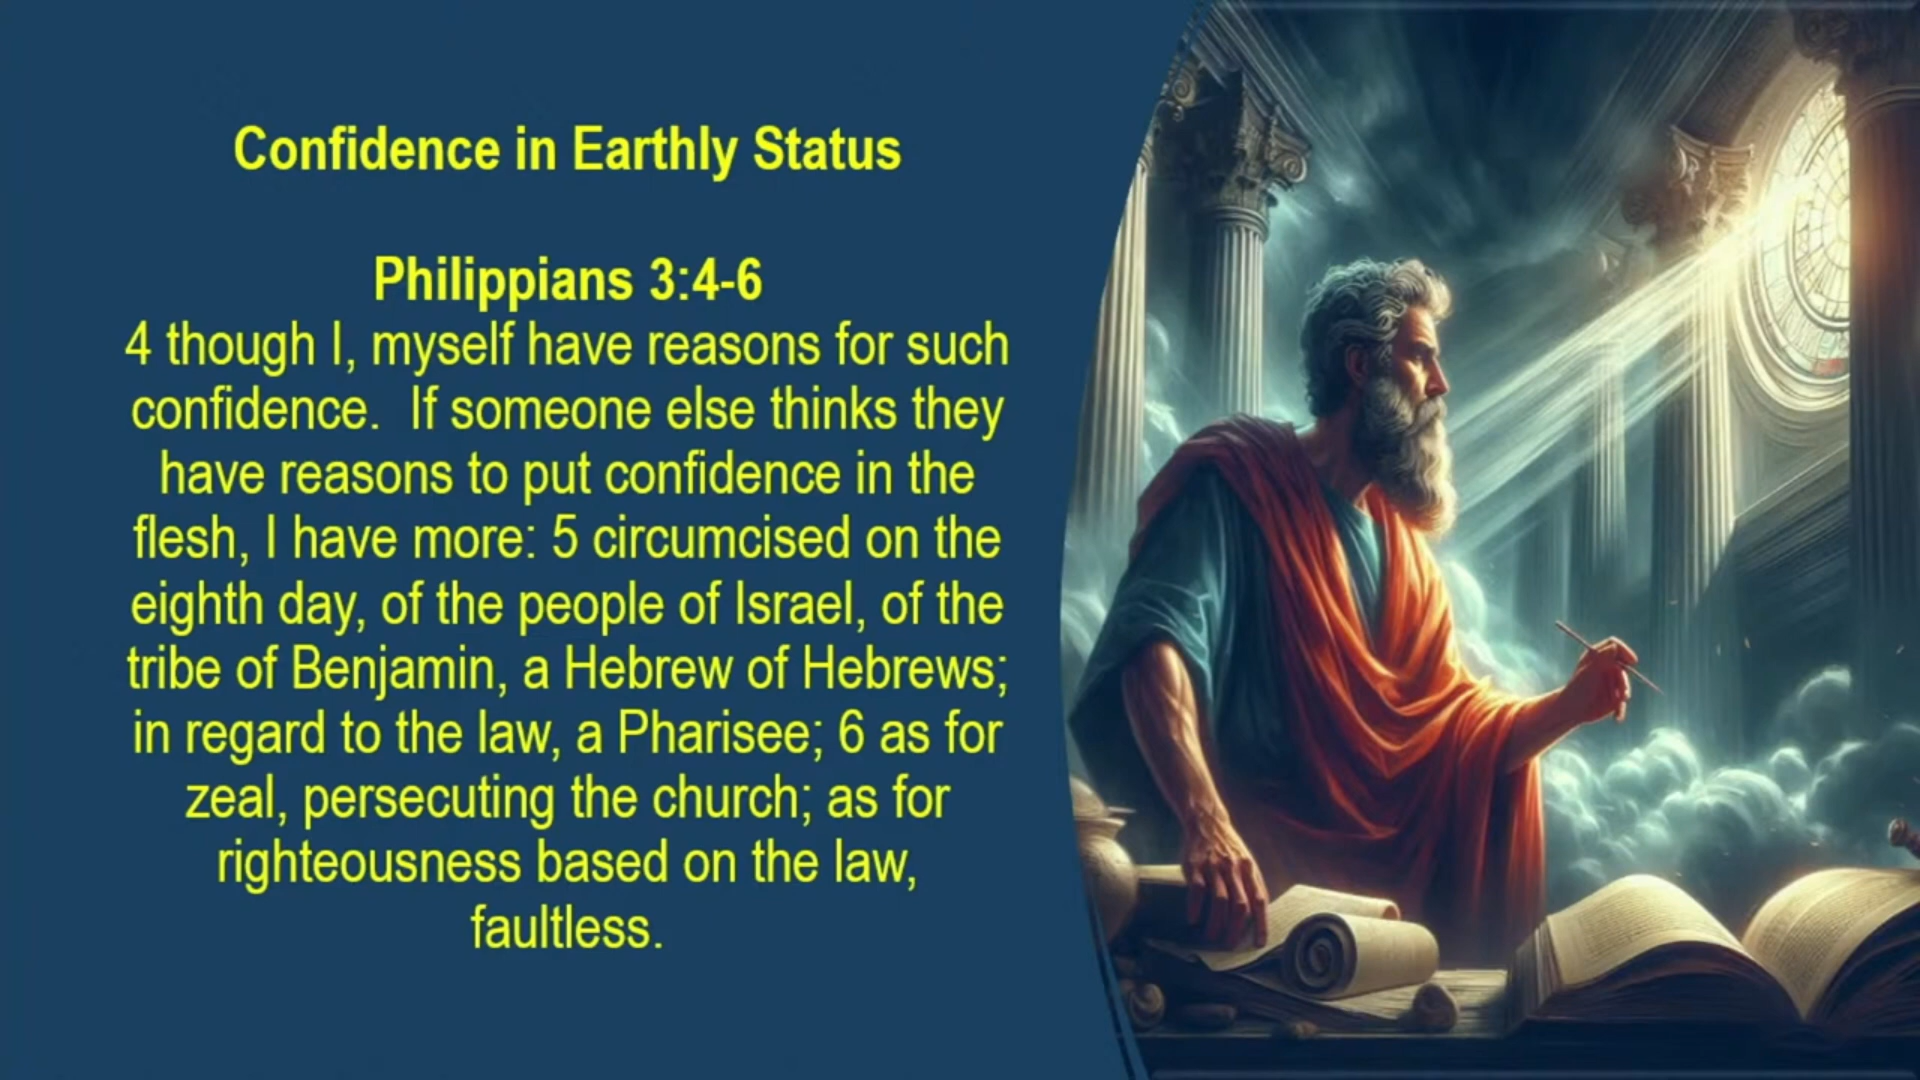 Confidence in Earthly Status
Philippians 3:4-6
4 though I, myself have reasons for such
confidence.  If someone else thinks they
have reasons to put confidence in the
flesh, I have more: 5 circumcised on the
eighth day, of the people of Israel, of the
tribe of Benjamin, a Hebrew of Hebrews;
in regard to the law, a Pharisee; 6 as for
zeal, persecuting the church; as for
righteousness based on the law,
faultless.